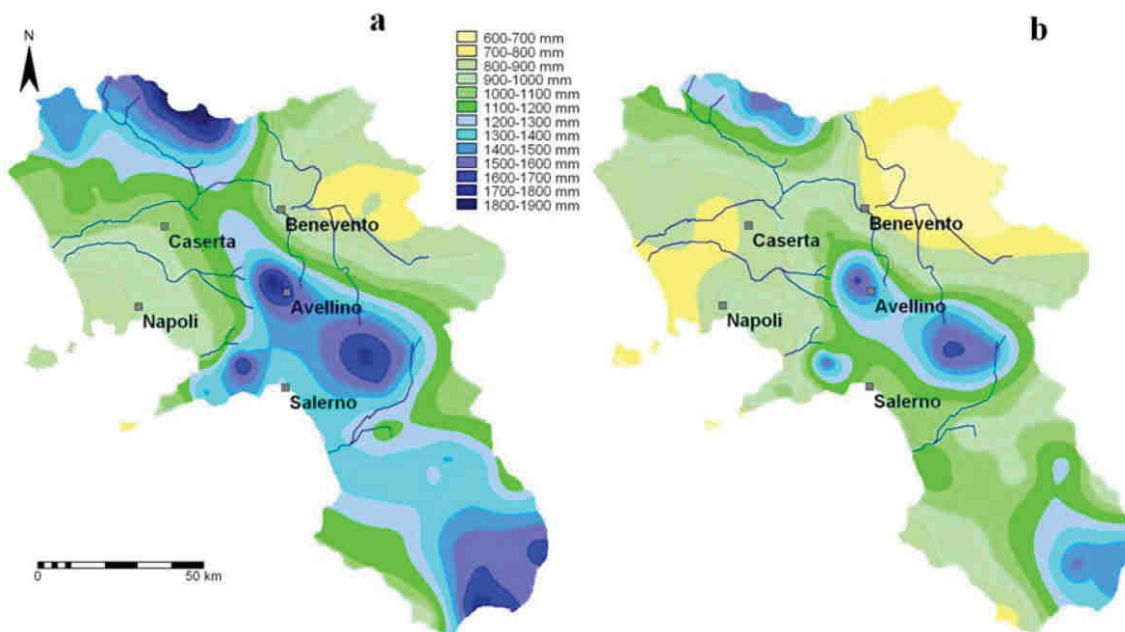 a
b
N
600-700 mm
700-800 mm
800-900 mm
900-1000 mm
1000-1100 mm
1100-1200 mm
1200-1300 mm
1300-1400 mm
1400-1500 mm
1500-1600 mm
1600-1700 mm
1700-1800 mm
1800-1900 mm
Benevento
Caserta
Avellino
Napoli
Salerno
Benevento
Caserta
Avellino
Napoli
Salerno
0 50 km